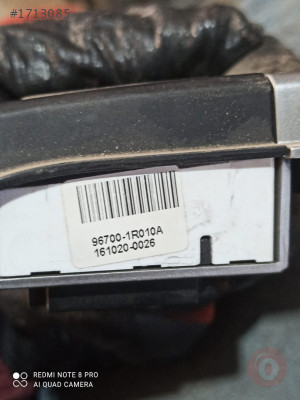 #1713085
96700-1R010A
161020-0026
REDMI NOTE 8 PRO
AI QUAD CAMERA